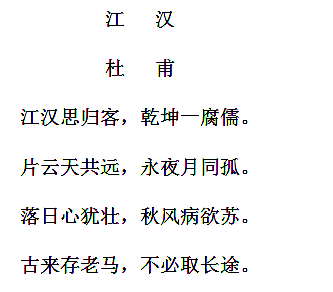 江 汉
杜 甫
江汉思归客，乾坤一腐儒。
片云天共远，永夜月同孤。
落日心犹壮，秋风病欲苏。
古来存老马，不必取长途。